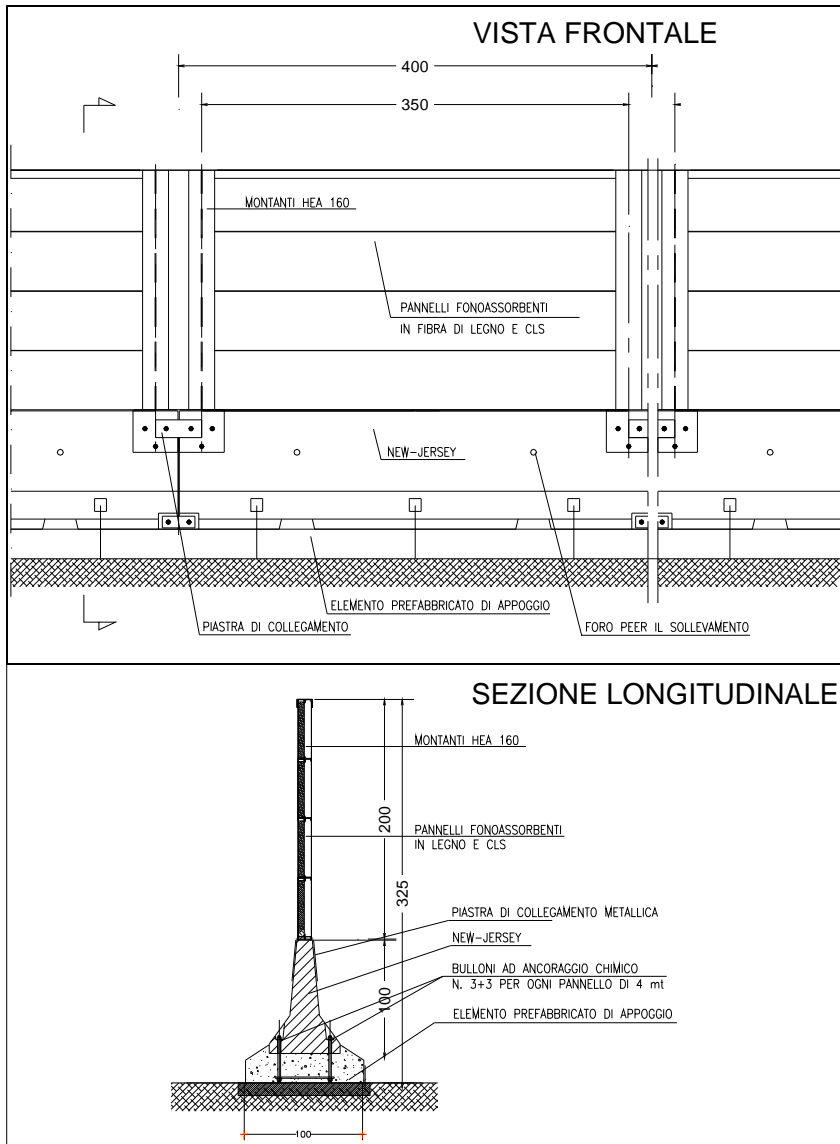 VISTA FRONTALE
400
350
MONTANTI HEA 160
PANNELLI FONOASSORBENTI
IN FIBRA DI LEGNO E CLS
NEW-JERSEY
ELEMENTO PREFABBRICATO DI APPOGGIO
PIASTRA DI COLLEGAMENTO
FORO PEER IL SOLLEVAMENTO
SEZIONE LONGITUDINALE
MONTANTI HEA 160
200
PANNELLI FONOASSORBENTI
IN LEGNO E CLS
325
PIASTRA DI COLLEGAMENTO METALLICA
NEW-JERSEY
BULLONI AD ANCORAGGIO CHIMICO
N. 3+3 PER OGNI PANNELLO DI 4 mt
100
ELEMENTO PREFABBRICATO DI APPOGGIO
100